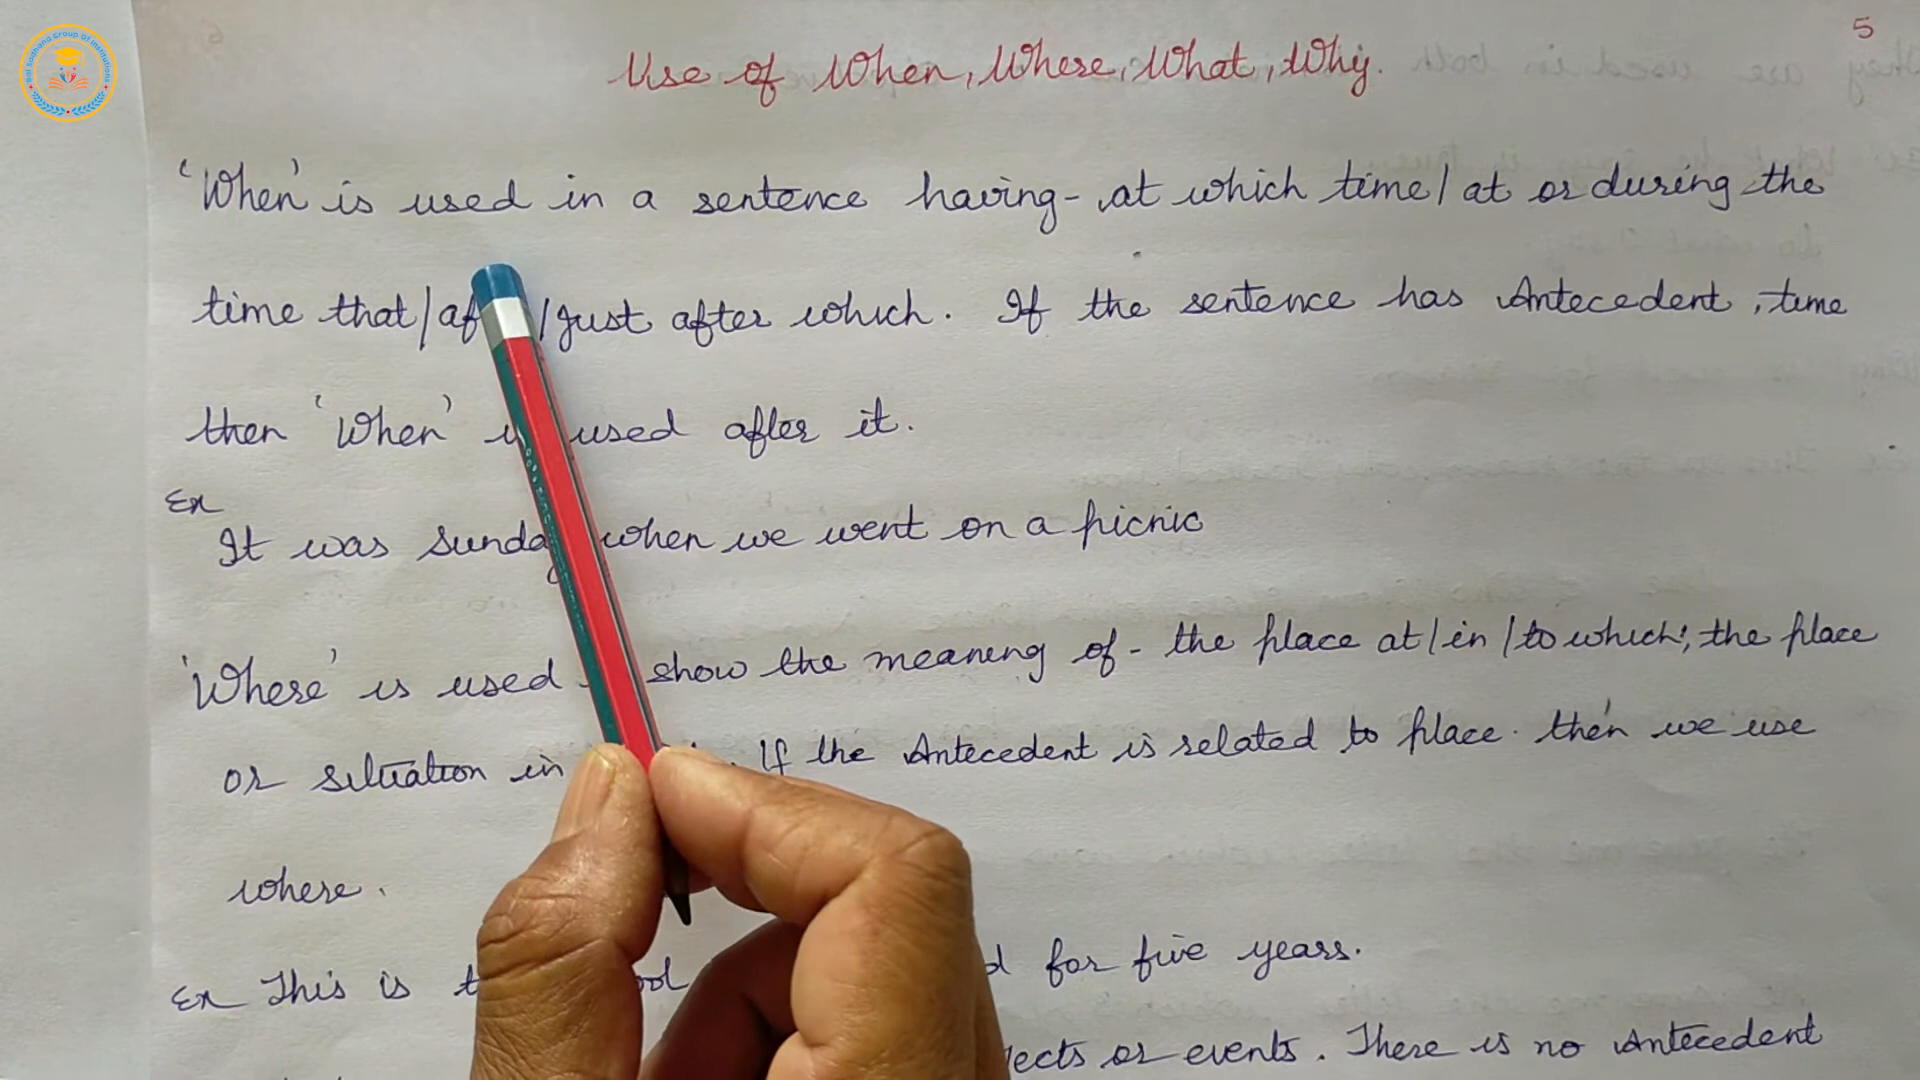 5
Use of When, Where, What, Why.
'When' is used in a sentence having - at which time / at or during the
time that / / just after which. If the sentence has Antecedent, time
then 'When' used after it.
Ex
It was Sunday when we went on a picnic
'Where' is used show the meaning of - the place at / in / to which; the place
or situation in . If the Antecedent is related to place. then we use
where.
Ex This is for five years.
or events. There is no Antecedent